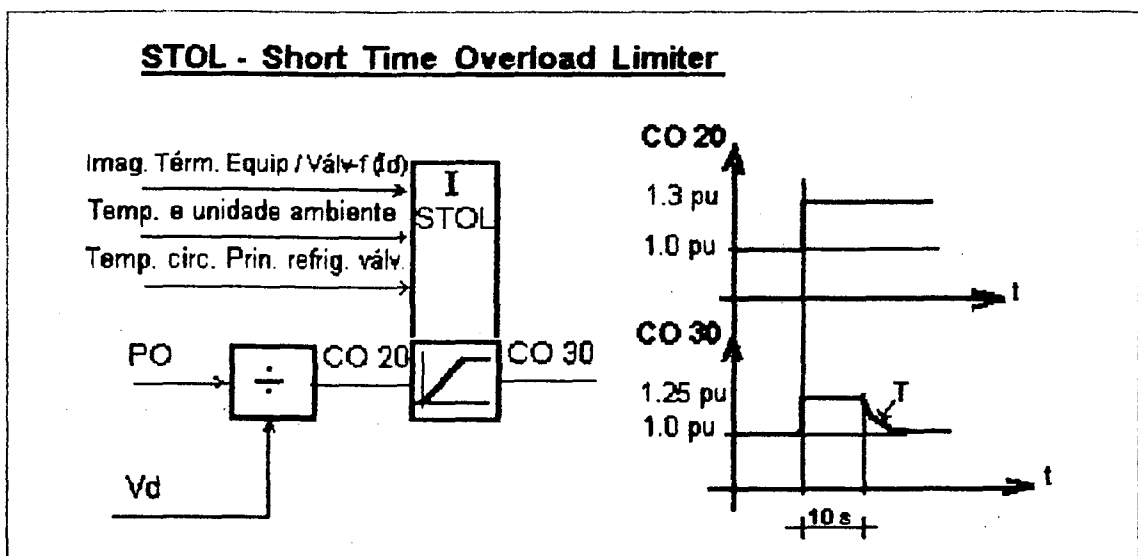 STOL - Short Time Overload Limiter
Imag. Térm. Equip / Válv-f (Id)
Temp. e unidade ambiente
Temp. circ. Prin. refrig. válv.
I
STOL
PO
÷
CO 20
CO 30
Vd
CO 20
1.3 pu
1.0 pu
t
CO 30
1.25 pu
T
1.0 pu
t
10 s